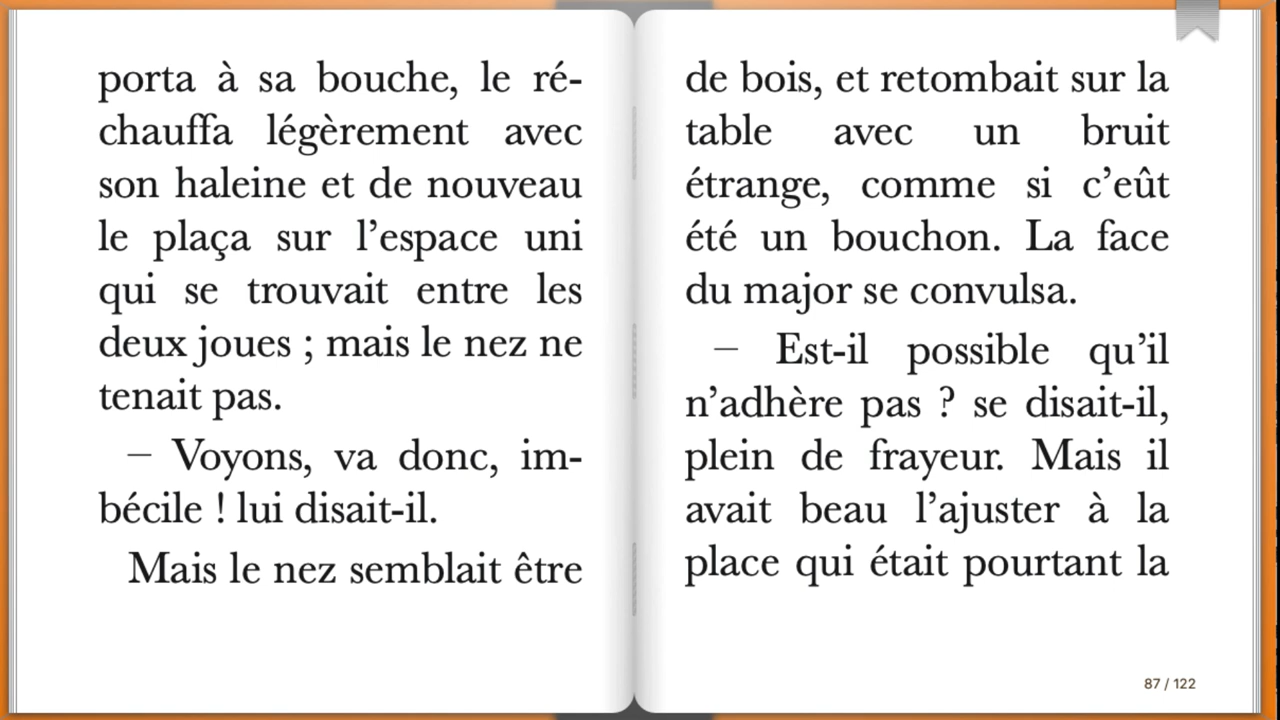 porta à sa bouche, le ré-
chauffa légèrement avec
son haleine et de nouveau
le plaça sur l’espace uni
qui se trouvait entre les
deux joues ; mais le nez ne
tenait pas.
– Voyons, va donc, im-
bécile ! lui disait-il.
Mais le nez semblait être
de bois, et retombait sur la
table avec un bruit
étrange, comme si c’eût
été un bouchon. La face
du major se convulsa.
– Est-il possible qu’il
n’adhère pas ? se disait-il,
plein de frayeur. Mais il
avait beau l’ajuster à la
place qui était pourtant la
87 / 122